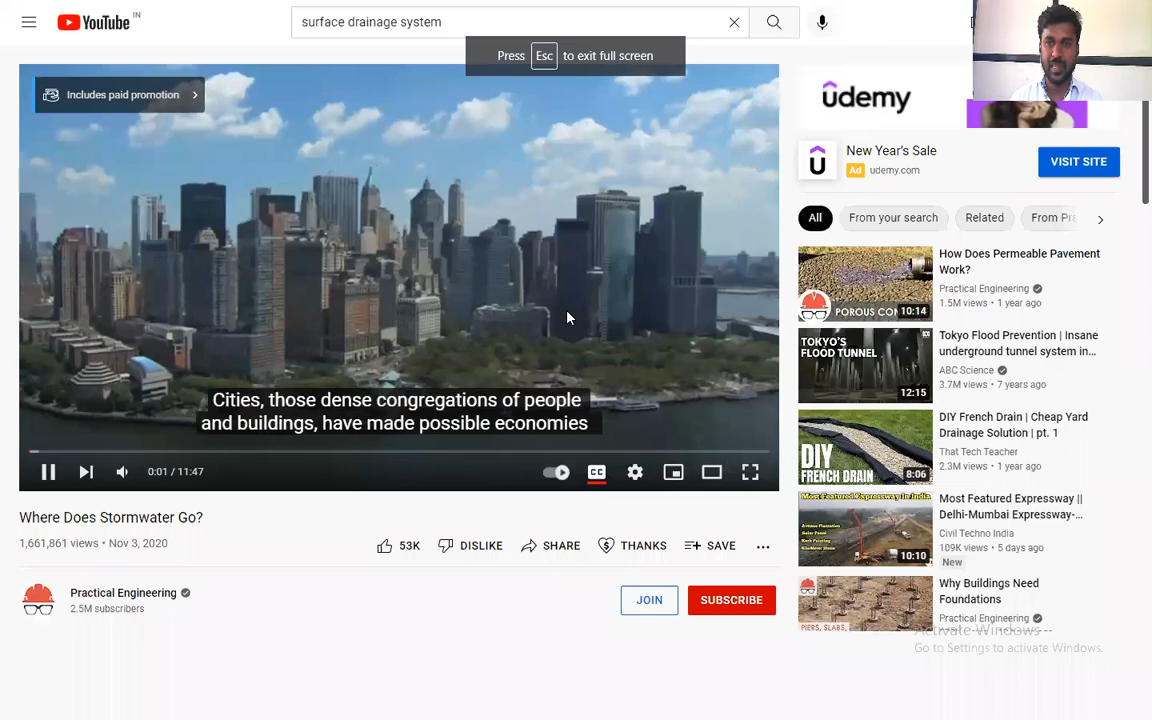 YouTube IN
surface drainage system
Press Esc to exit full screen
Includes paid promotion
Cities, those dense congregations of people
and buildings, have made possible economies
0:01 / 11:47
CC
Where Does Stormwater Go?
1,661,861 views • Nov 3, 2020
53K
DISLIKE
SHARE
THANKS
SAVE
Practical Engineering
2.5M subscribers
JOIN
SUBSCRIBE
udemy
New Year's Sale
Ad udemy.com
VISIT SITE
All
From your search
Related
From Pra
How Does Permeable Pavement
Work?
Practical Engineering
1.5M views • 1 year ago
POROUS CON
10:14
Tokyo Flood Prevention | Insane
underground tunnel system in...
ABC Science
3.7M views • 7 years ago
TOKYO'S
FLOOD TUNNEL
12:15
DIY French Drain | Cheap Yard
Drainage Solution | pt. 1
That Tech Teacher
2.3M views • 1 year ago
DIY
FRENCH DRAIN
8:06
Most Featured Expressway ||
Delhi-Mumbai Expressway-...
Civil Techno India
109K views • 5 days ago
New
Most Featured Expressway in India
10:10
Why Buildings Need
Foundations
Practical Engineering
PIERS, SLABS,
Activate Windows
Go to Settings to activate Windows.